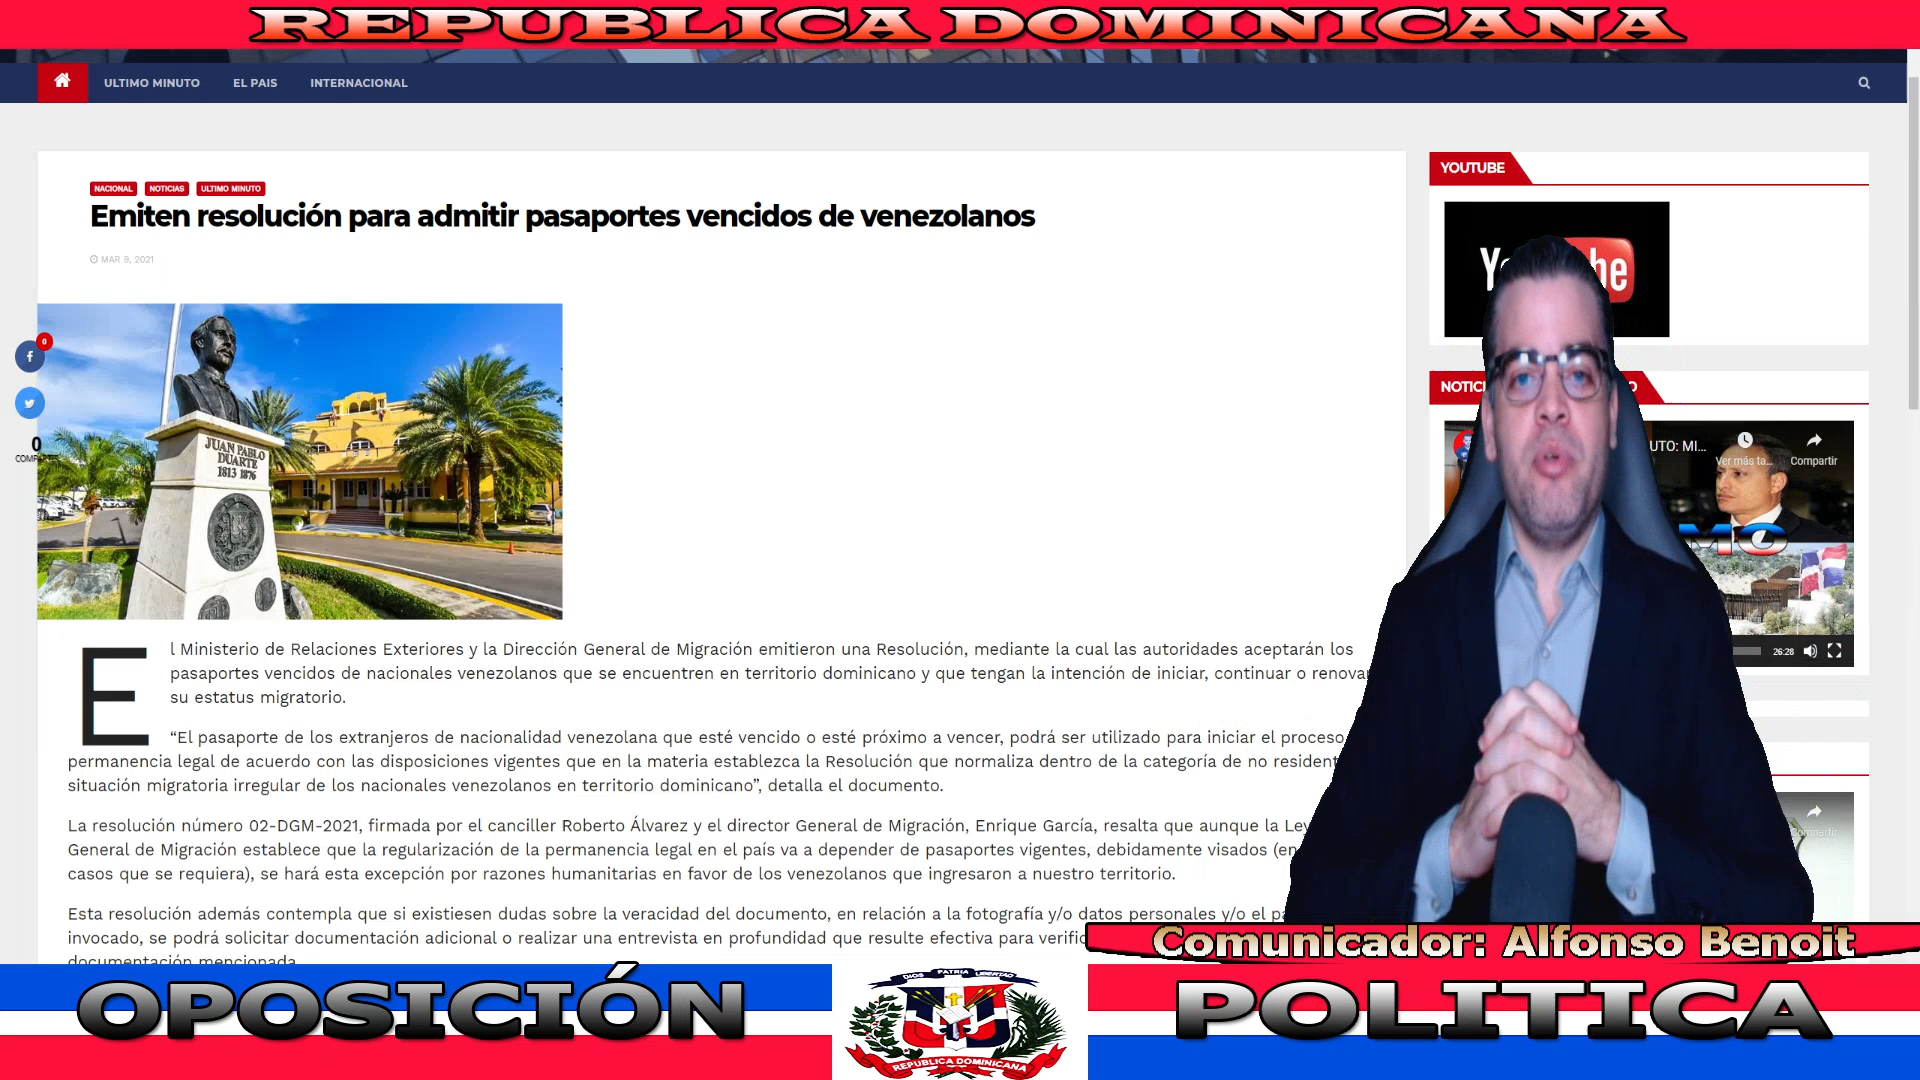 REPUBLICA DOMINICANA
ULTIMO MINUTO
EL PAIS
INTERNACIONAL
NACIONAL
NOTICIAS
ULTIMO MINUTO
Emiten resolución para admitir pasaportes vencidos de venezolanos
MAR 9, 2021
YOUTUBE
0
0
JUAN PABLO
DUARTE
1813 1876
Ver más ta...
Compartir
26:28
El Ministerio de Relaciones Exteriores y la Dirección General de Migración emitieron una Resolución, mediante la cual las autoridades aceptarán los
pasaportes vencidos de nacionales venezolanos que se encuentren en territorio dominicano y que tengan la intención de iniciar, continuar o renovar
su estatus migratorio.
“El pasaporte de los extranjeros de nacionalidad venezolana que esté vencido o esté próximo a vencer, podrá ser utilizado para iniciar el proceso
permanencia legal de acuerdo con las disposiciones vigentes que en la materia establezca la Resolución que normaliza dentro de la categoría de no
situación migratoria irregular de los nacionales venezolanos en territorio dominicano”, detalla el documento.
La resolución número 02-DGM-2021, firmada por el canciller Roberto Álvarez y el director General de Migración, Enrique García, resalta que aunque la Ley
General de Migración establece que la regularización de la permanencia legal en el país va a depender de pasaportes vigentes, debidamente visados (en
casos que se requiera), se hará esta excepción por razones humanitarias en favor de los venezolanos que ingresaron a nuestro territorio.
Esta resolución además contempla que si existiesen dudas sobre la veracidad del documento, en relación a la fotografía y/o datos personales y/o el
invocado, se podrá solicitar documentación adicional o realizar una entrevista en profundidad que resulte efectiva para
documentación mencionada
Compartir
Comunicador: Alfonso Benoit
OPOSICIÓN
DIOS PATRIA LIBERTAD
REPUBLICA DOMINICANA
POLITICA